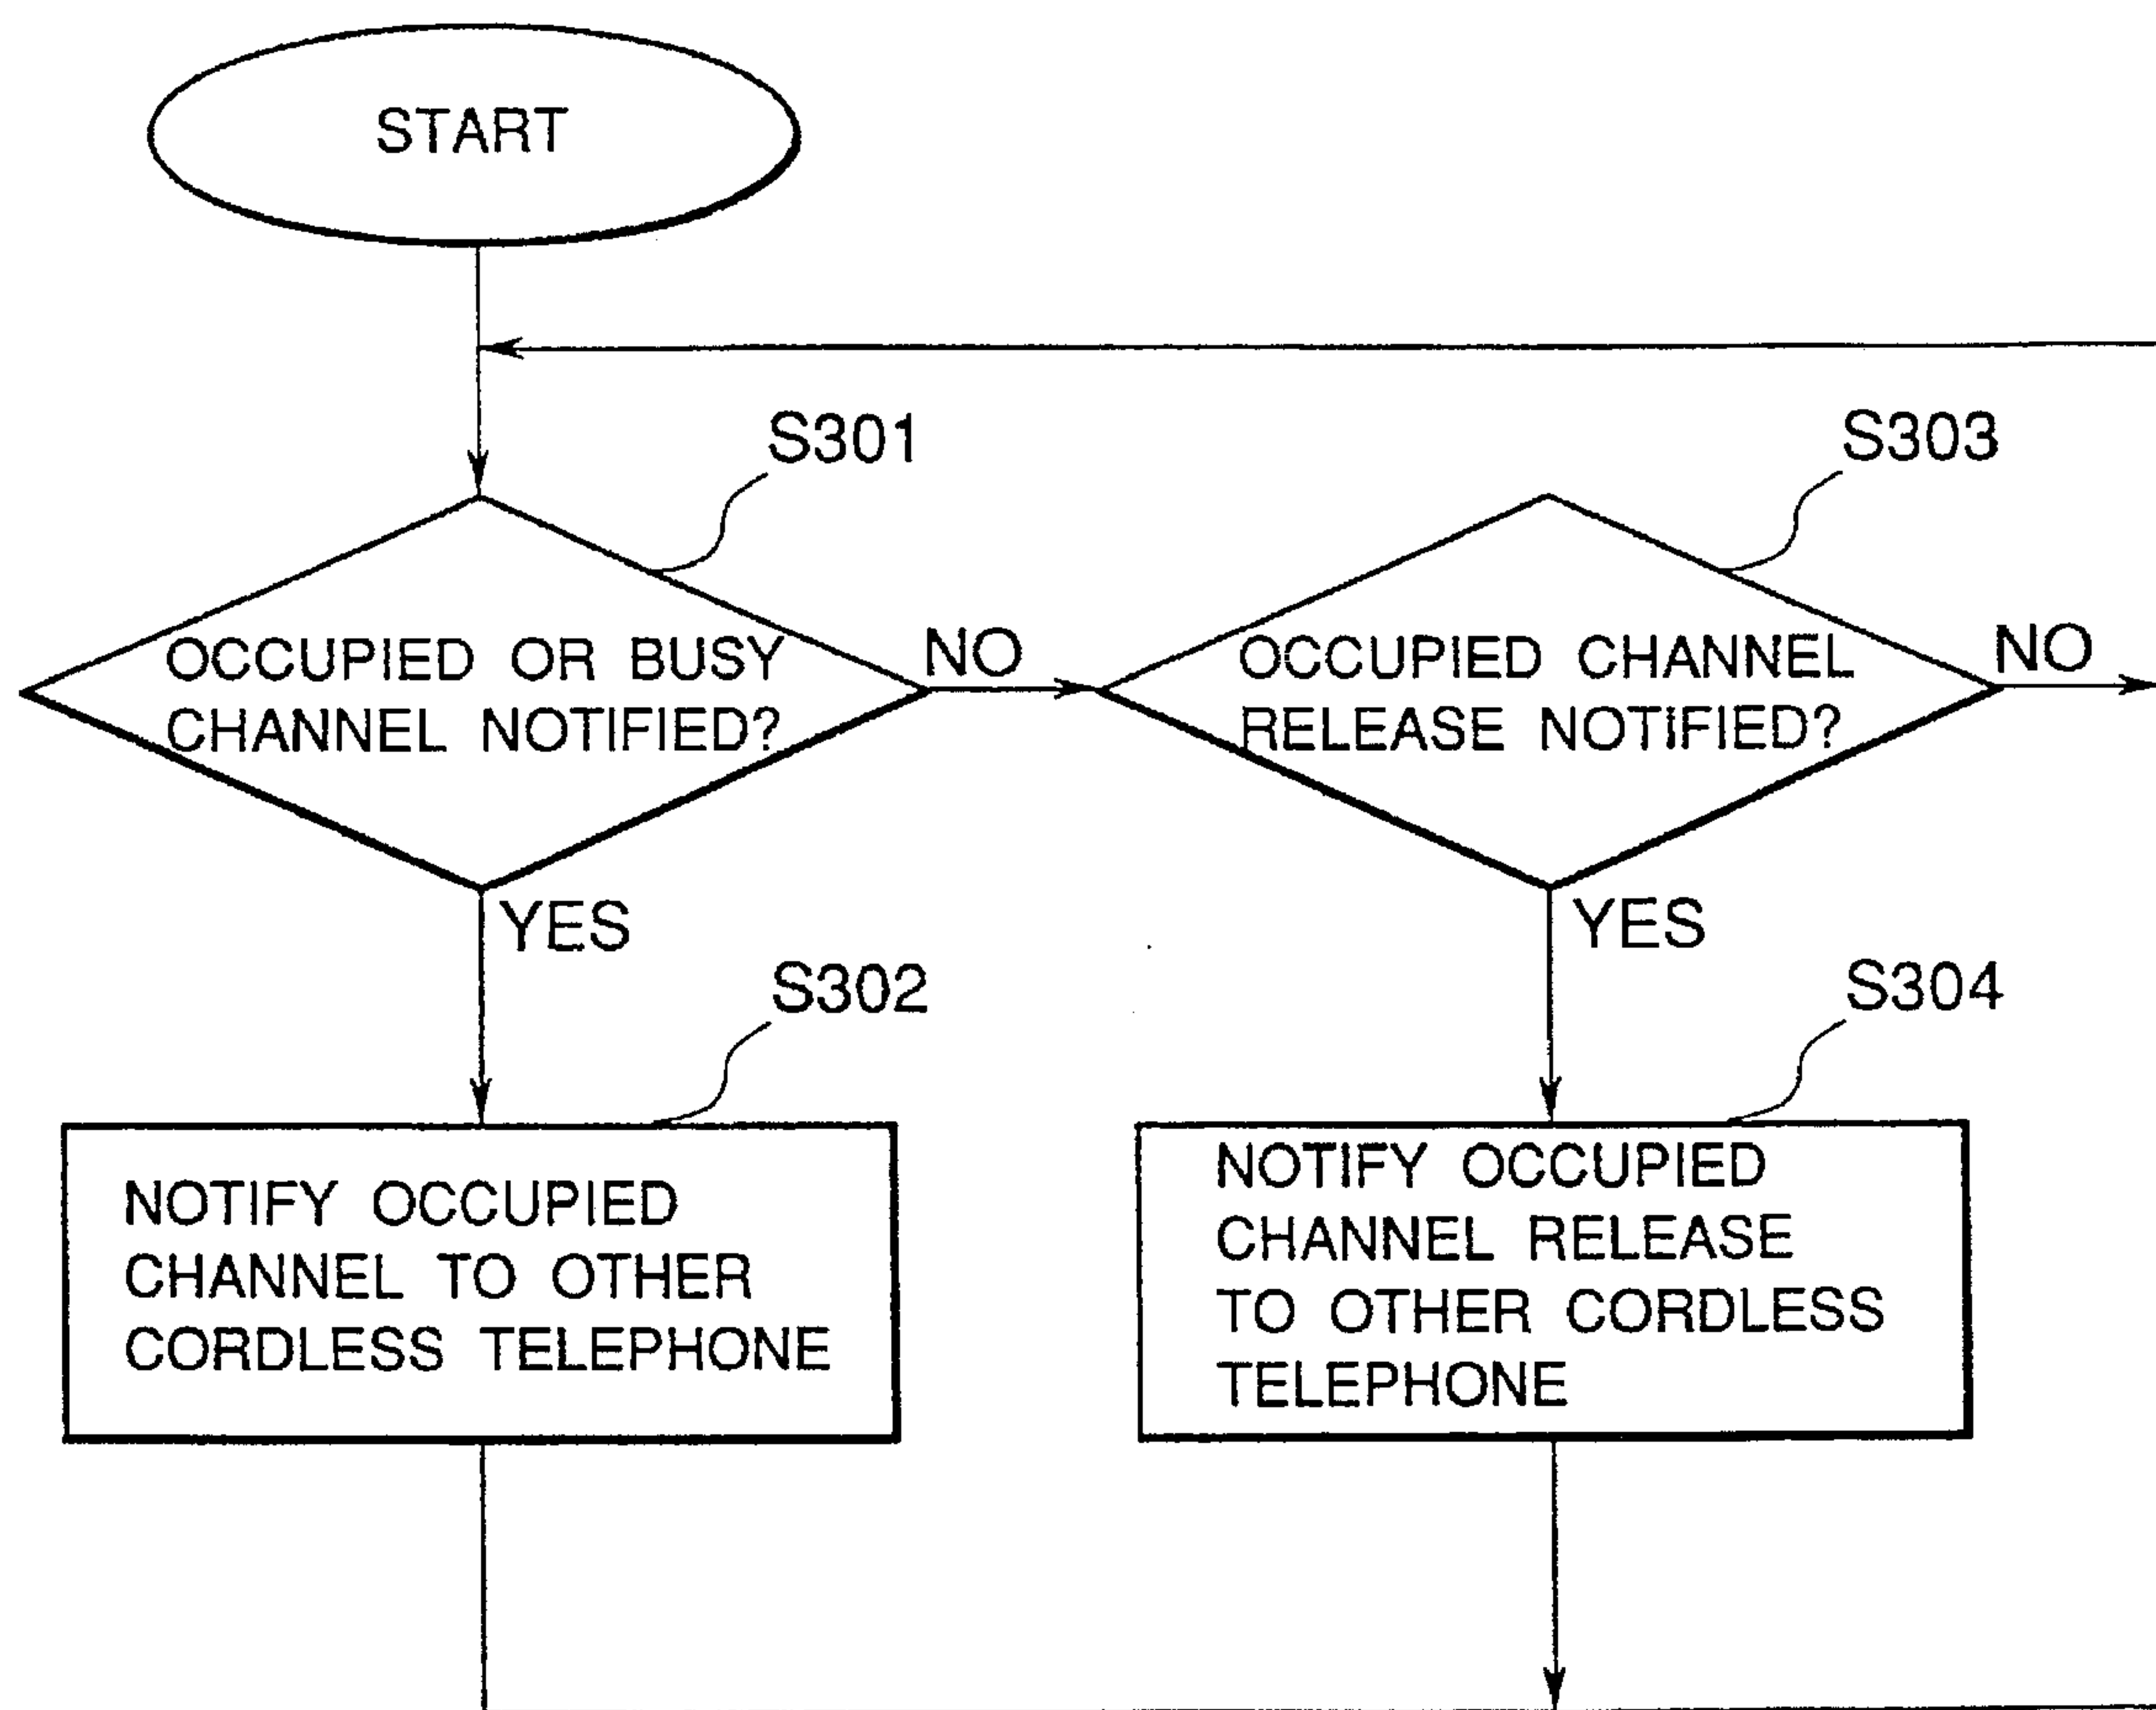 START
S301
S303
OCCUPIED OR BUSY
CHANNEL NOTIFIED?
NO
OCCUPIED CHANNEL
RELEASE NOTIFIED?
NO
YES
YES
S302
S304
NOTIFY OCCUPIED
CHANNEL TO OTHER
CORDLESS TELEPHONE
NOTIFY OCCUPIED
CHANNEL RELEASE
TO OTHER CORDLESS
TELEPHONE